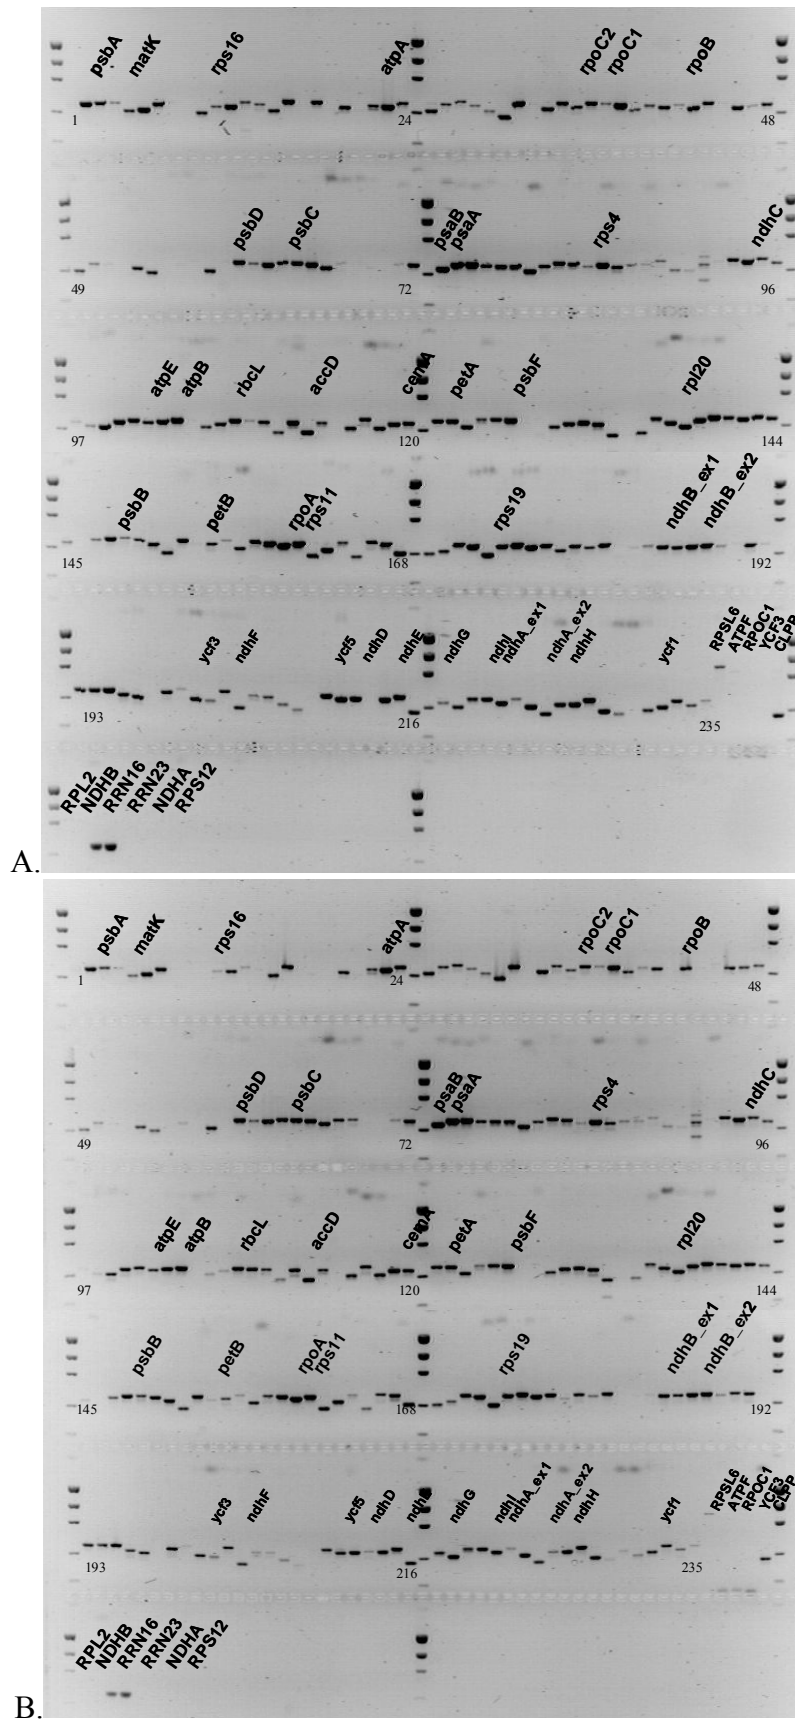 psbA matK rps16 atpA rpoC2 rpoC1 rpoB
1 24 48
psbD psbC psaB psaA rps4 ndhC
49 72 96
atpE atpB rbcL accD cemA petA psbF rpl20
97 120 144
psbB petB rpoA rps11 rps19 ndhB_ex1 ndhB_ex2
145 168 192
ycf3 ndhF ycf5 ndhD ndhE ndhG ndhI ndhA_ex1 ndhA_ex2 ndhH ycf1 RPSL6 ATPF RPOC1 YCF3 CLPP
193 216 235
RPL2 NDHB RRN16 RRN23 NDHA RPS12
A.
psbA matK rps16 atpA rpoC2 rpoC1 rpoB
1 24 48
psbD psbC psaB psaA rps4 ndhC
49 72 96
atpE atpB rbcL accD cemA petA psbF rpl20
97 120 144
psbB petB rpoA rps11 rps19 ndhB_ex1 ndhB_ex2
145 168 192
ycf3 ndhF ycf5 ndhD ndhE ndhG ndhI ndhA_ex1 ndhA_ex2 ndhH ycf1 RPSL6 ATPF RPOC1 YCF3 CLPP
193 216 235
RPL2 NDHB RRN16 RRN23 NDHA RPS12
B.